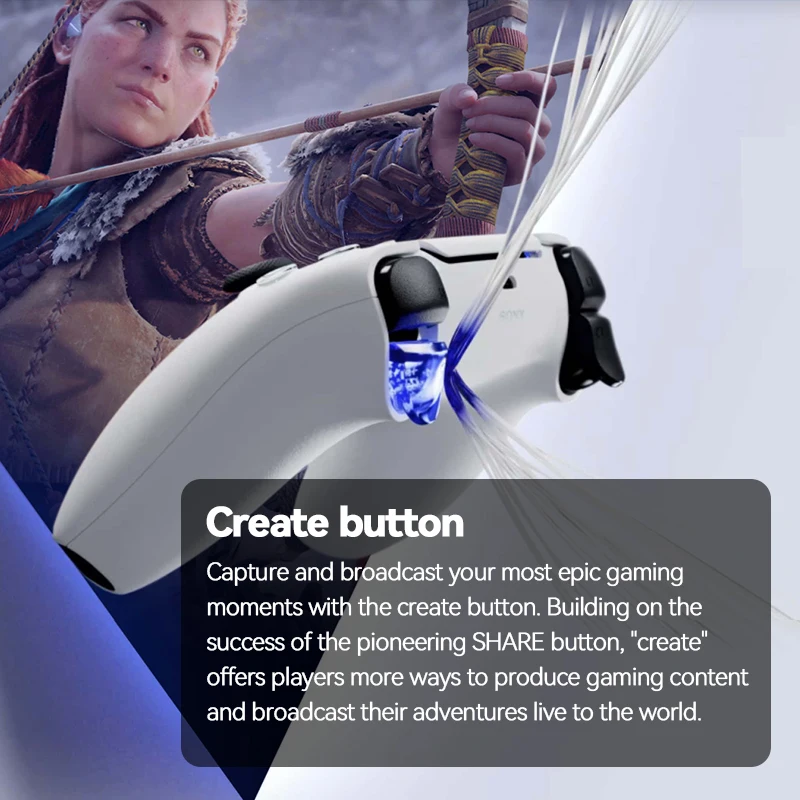 Create button
Capture and broadcast your most epic gaming
moments with the create button. Building on the
success of the pioneering SHARE button, "create"
offers players more ways to produce gaming content
and broadcast their adventures live to the world.